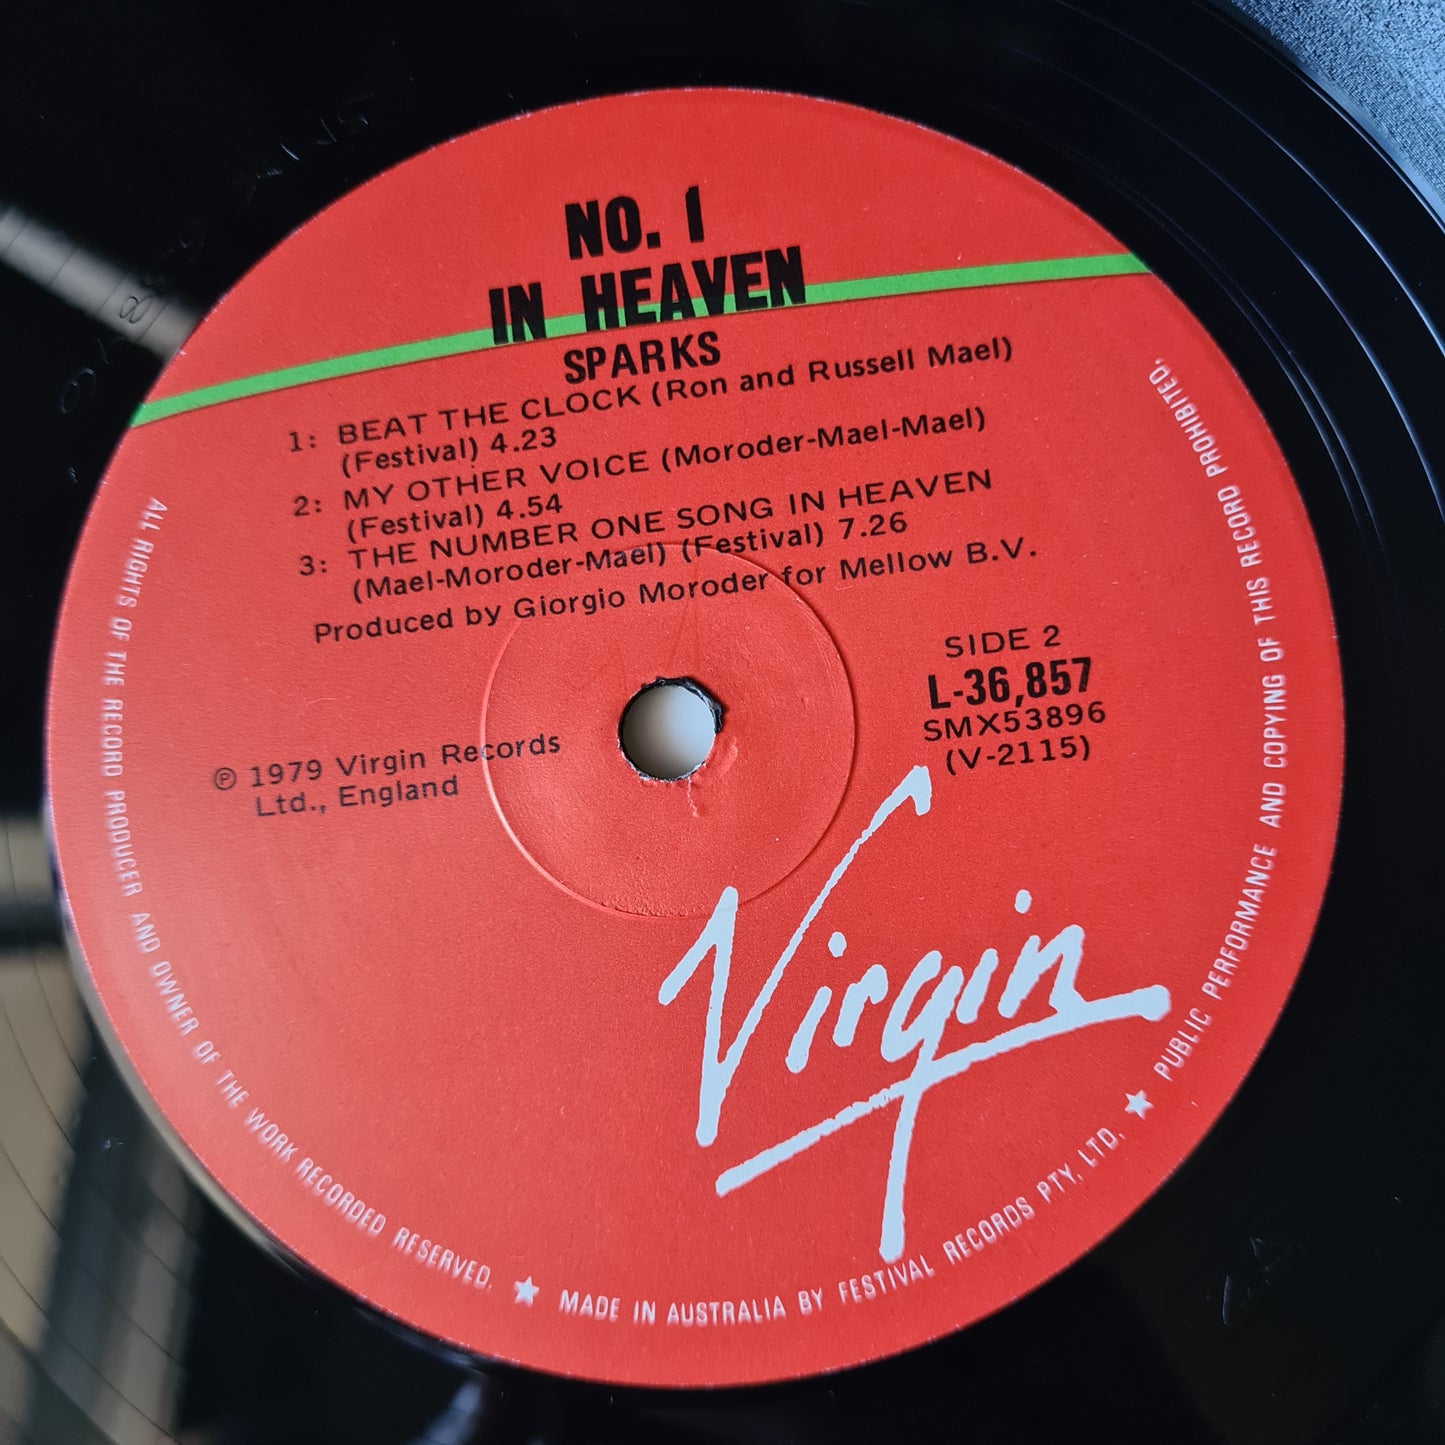 NO. 1
IN HEAVEN
SPARKS
1: BEAT THE CLOCK (Ron and Russell Mael)
(Festival) 4.23
2: MY OTHER VOICE (Moroder-Mael-Mael)
(Festival) 4.54
3: THE NUMBER ONE SONG IN HEAVEN
(Mael-Moroder-Mael) (Festival) 7.26
Produced by Giorgio Moroder for Mellow B.V.
SIDE 2
L-36,857
SMX53896
(V-2115)
℗ 1979 Virgin Records
Ltd., England
Virgin
ALL RIGHTS OF THE RECORD PRODUCER AND OWNER OF THE WORK RECORDED RESERVED. ★ MADE IN AUSTRALIA BY FESTIVAL RECORDS PTY. LTD. ★ PUBLIC PERFORMANCE AND COPYING OF THIS RECORD PROHIBITED.